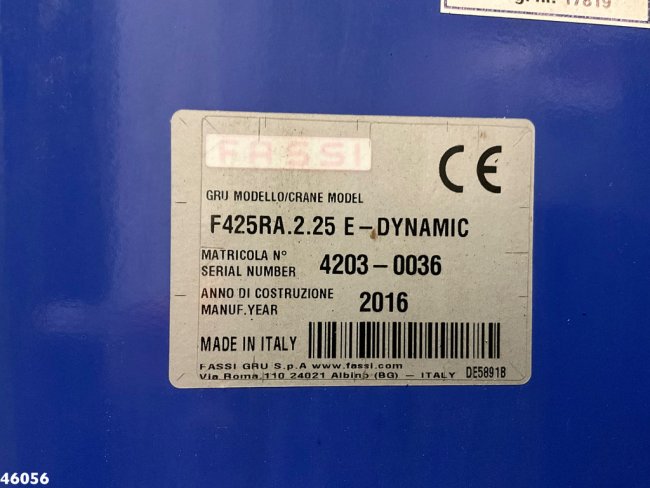 17819
FASSI
CE
GRU MODELLO/CRANE MODEL
F425RA.2.25 E-DYNAMIC
MATRICOLA N°
SERIAL NUMBER 4203-0036
ANNO DI COSTRUZIONE
MANUF.YEAR 2016
MADE IN ITALY
FASSI GRU S.p.A www.fassi.com
Via Roma,110 24021 Albino (BG) - ITALY DE5891B
46056